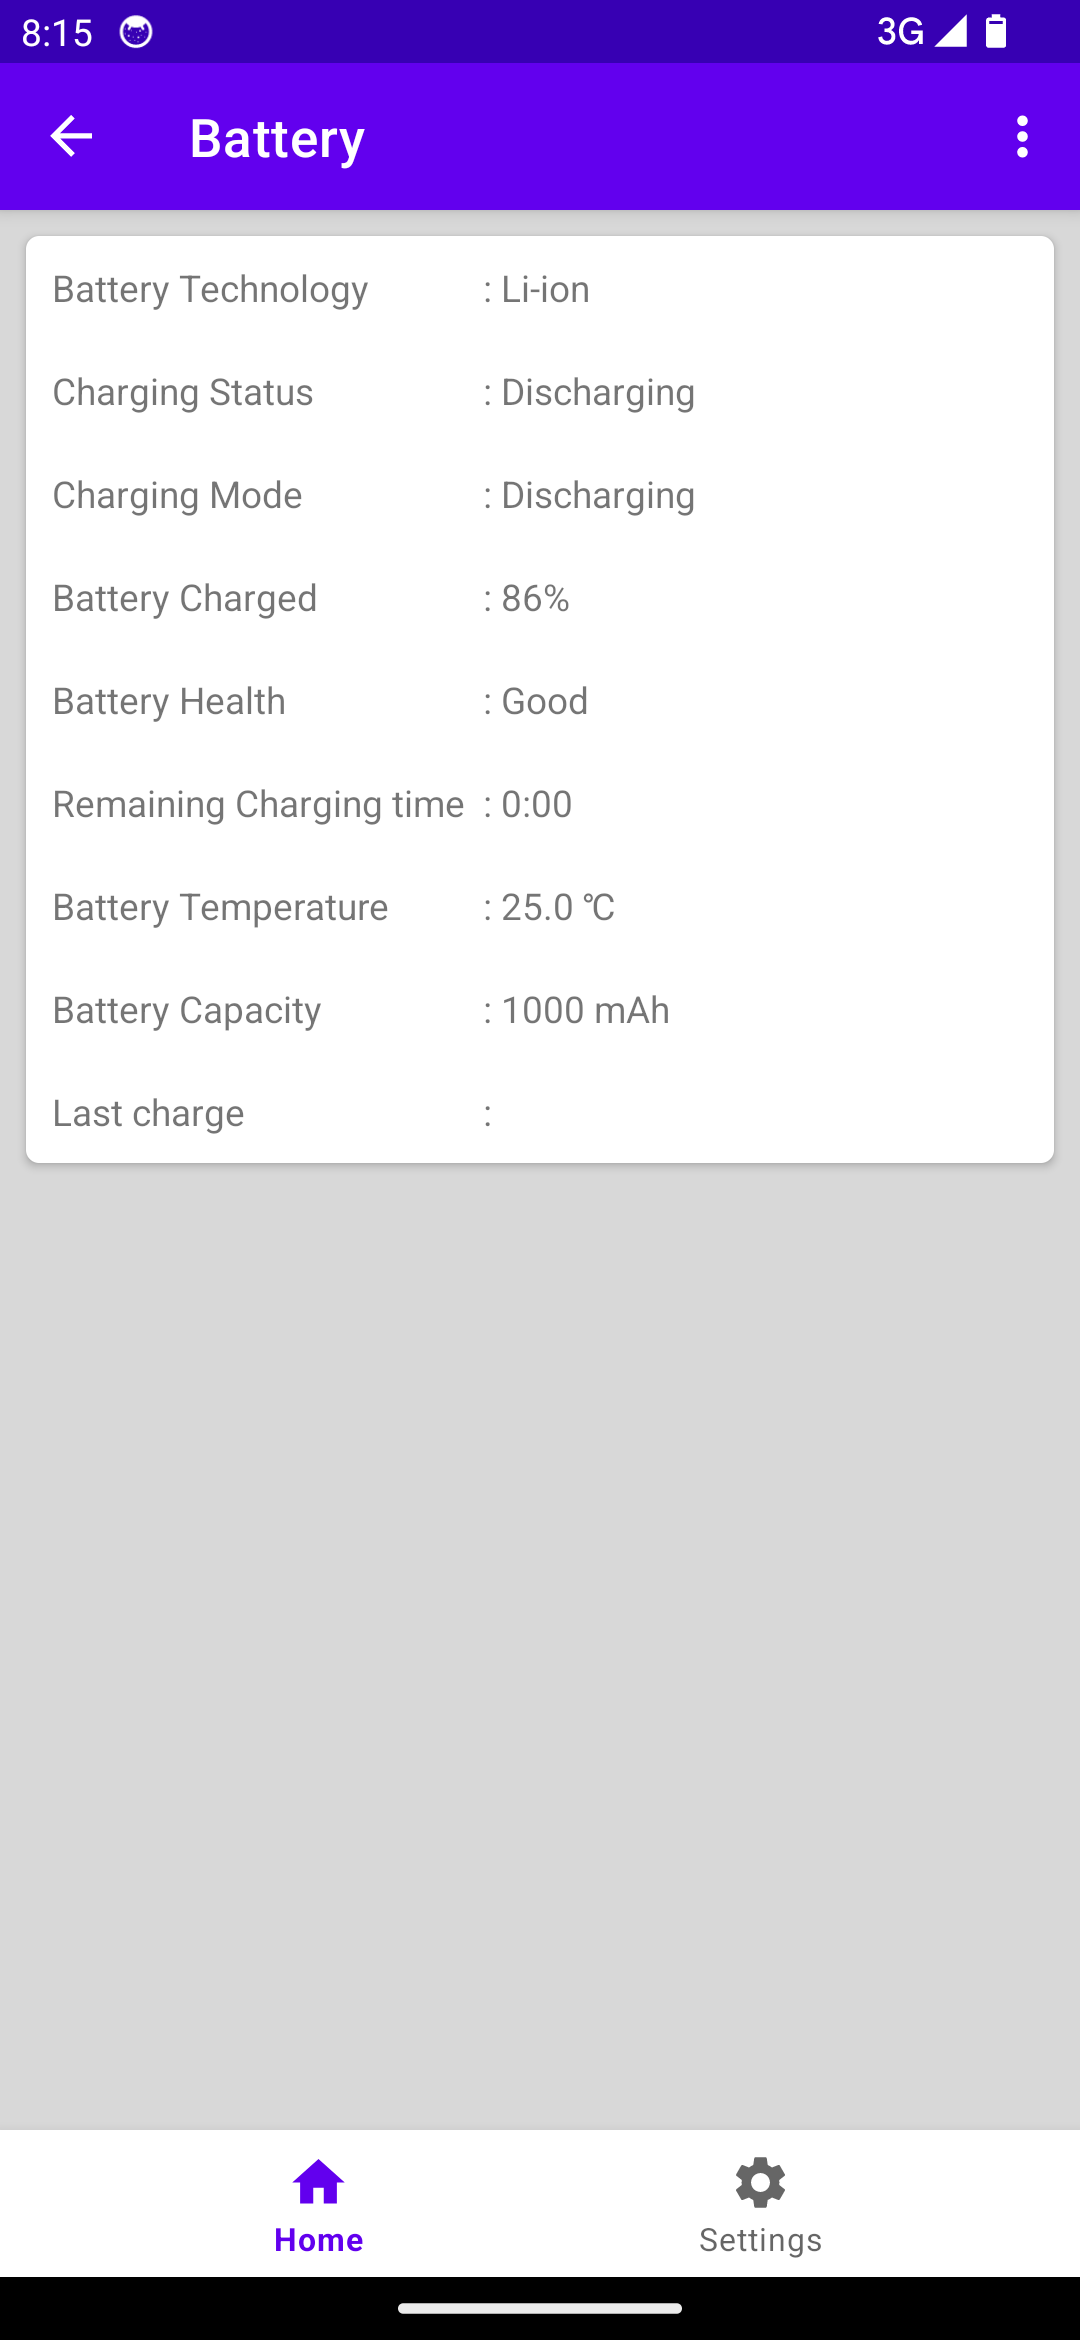 8:15 3G
Battery
Battery Technology : Li-ion
Charging Status : Discharging
Charging Mode : Discharging
Battery Charged : 86%
Battery Health : Good
Remaining Charging time : 0:00
Battery Temperature : 25.0 ℃
Battery Capacity : 1000 mAh
Last charge :
Home Settings